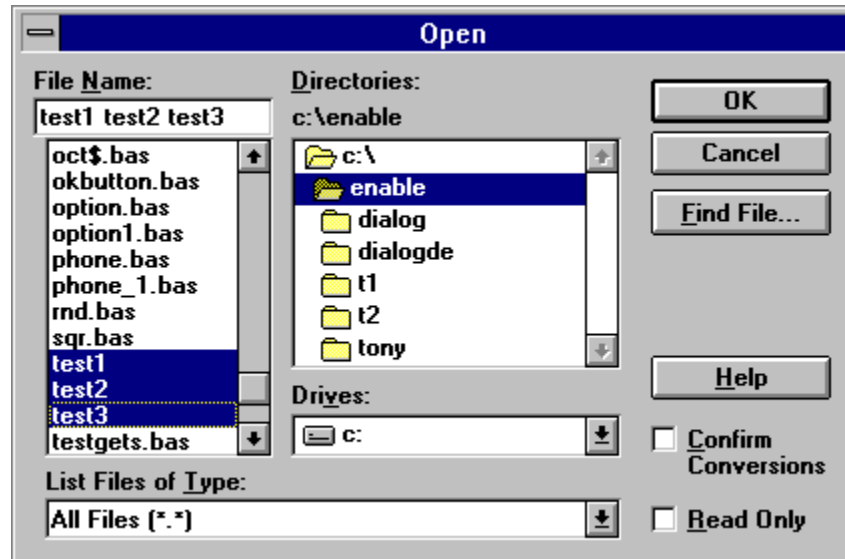 Open
File Name:
test1 test2 test3
oct$.bas
okbutton.bas
option.bas
option1.bas
phone.bas
phone_1.bas
rnd.bas
sqr.bas
test1
test2
test3
testgets.bas
List Files of Type:
All Files (*.*)
Directories:
c:\enable
c:\
enable
dialog
dialogde
t1
t2
tony
Drives:
c:
OK
Cancel
Find File...
Help
Confirm
Conversions
Read Only